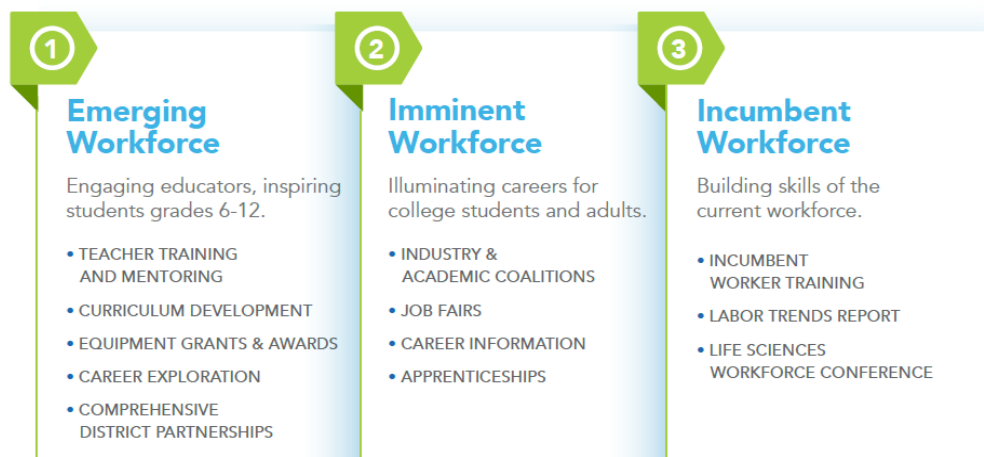 1
Emerging
Workforce
Engaging educators, inspiring
students grades 6-12.
• TEACHER TRAINING
AND MENTORING
• CURRICULUM DEVELOPMENT
• EQUIPMENT GRANTS & AWARDS
• CAREER EXPLORATION
• COMPREHENSIVE
DISTRICT PARTNERSHIPS
2
Imminent
Workforce
Illuminating careers for
college students and adults.
• INDUSTRY &
ACADEMIC COALITIONS
• JOB FAIRS
• CAREER INFORMATION
• APPRENTICESHIPS
3
Incumbent
Workforce
Building skills of the
current workforce.
• INCUMBENT
WORKER TRAINING
• LABOR TRENDS REPORT
• LIFE SCIENCES
WORKFORCE CONFERENCE